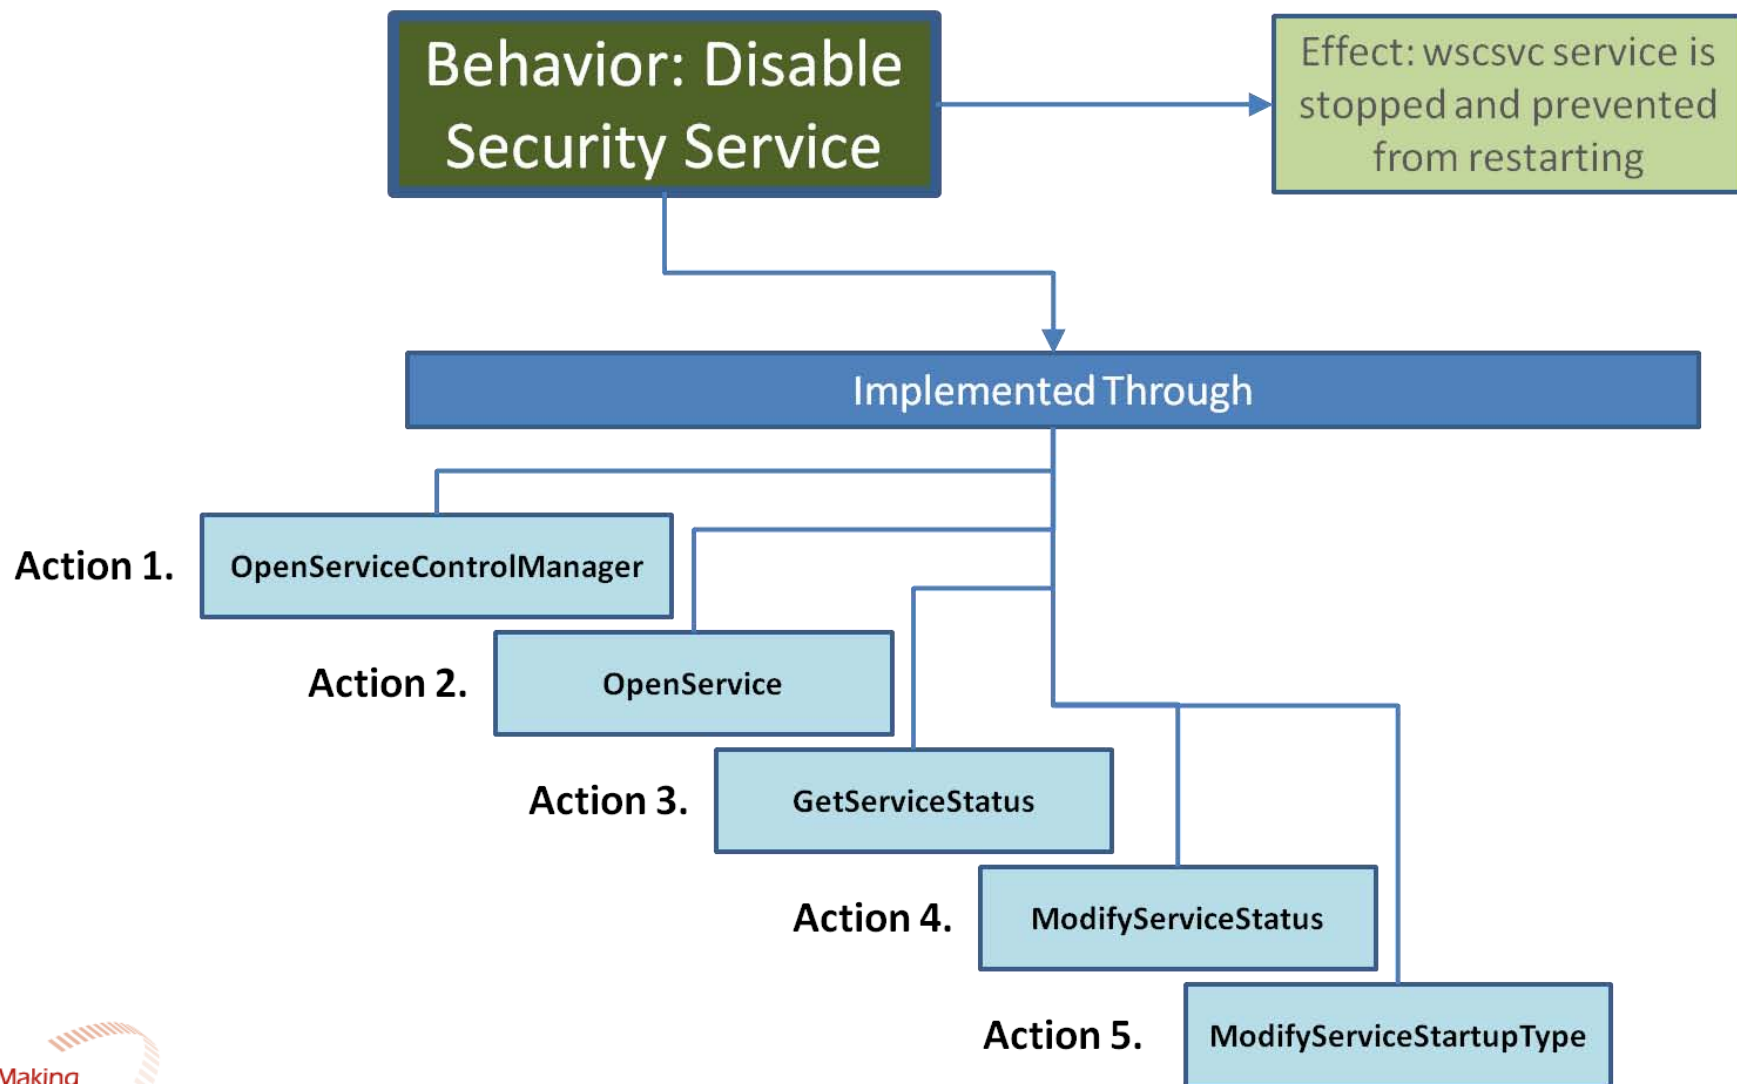 Behavior: Disable
Security Service
Effect: wscsvc service is
stopped and prevented
from restarting
Implemented Through
Action 1.
OpenServiceControlManager
Action 2.
OpenService
Action 3.
GetServiceStatus
Action 4.
ModifyServiceStatus
Action 5.
ModifyServiceStartupType
Making